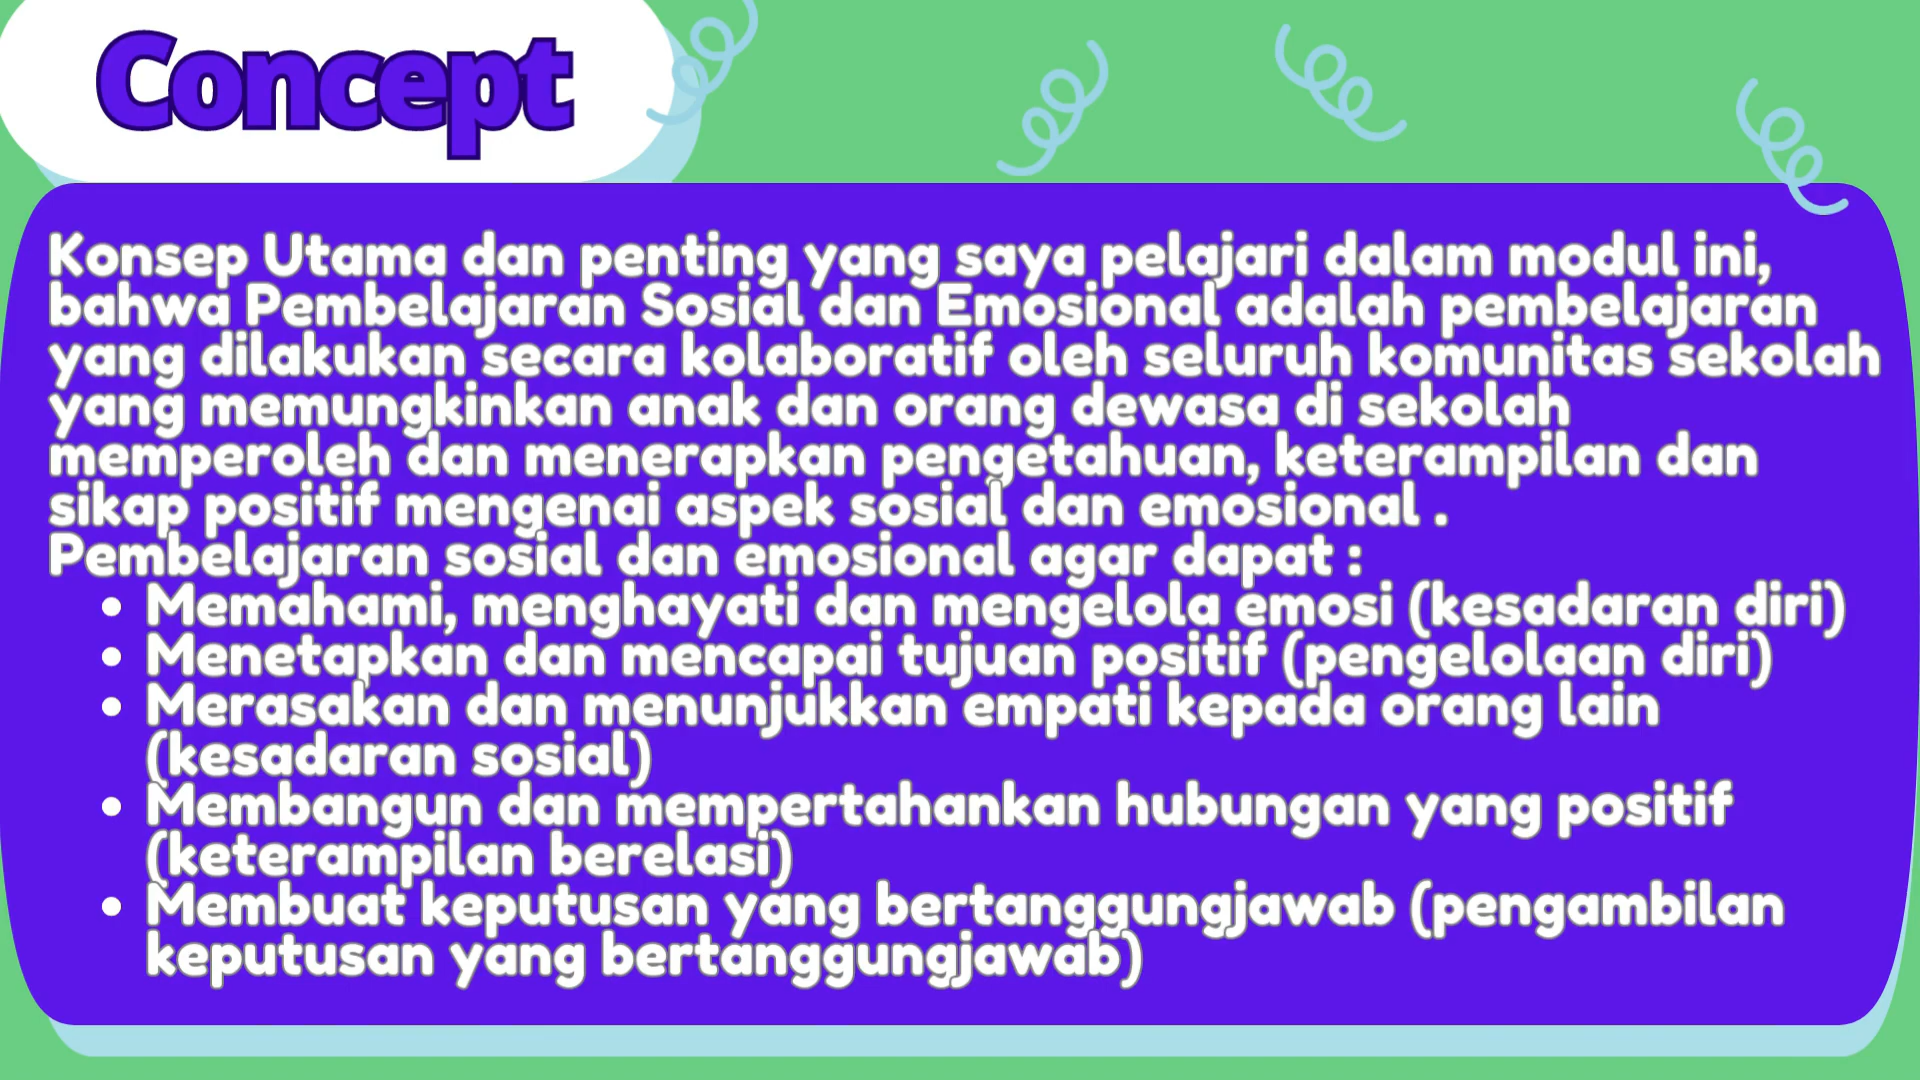 Concept
Konsep Utama dan penting yang saya pelajari dalam modul ini,
bahwa Pembelajaran Sosial dan Emosional adalah pembelajaran
yang dilakukan secara kolaboratif oleh seluruh komunitas sekolah
yang memungkinkan anak dan orang dewasa di sekolah
memperoleh dan menerapkan pengetahuan, keterampilan dan
sikap positif mengenai aspek sosial dan emosional .
Pembelajaran sosial dan emosional agar dapat :
• Memahami, menghayati dan mengelola emosi (kesadaran diri)
• Menetapkan dan mencapai tujuan positif (pengelolaan diri)
• Merasakan dan menunjukkan empati kepada orang lain
(kesadaran sosial)
• Membangun dan mempertahankan hubungan yang positif
(keterampilan berelasi)
• Membuat keputusan yang bertanggungjawab (pengambilan
keputusan yang bertanggungjawab)